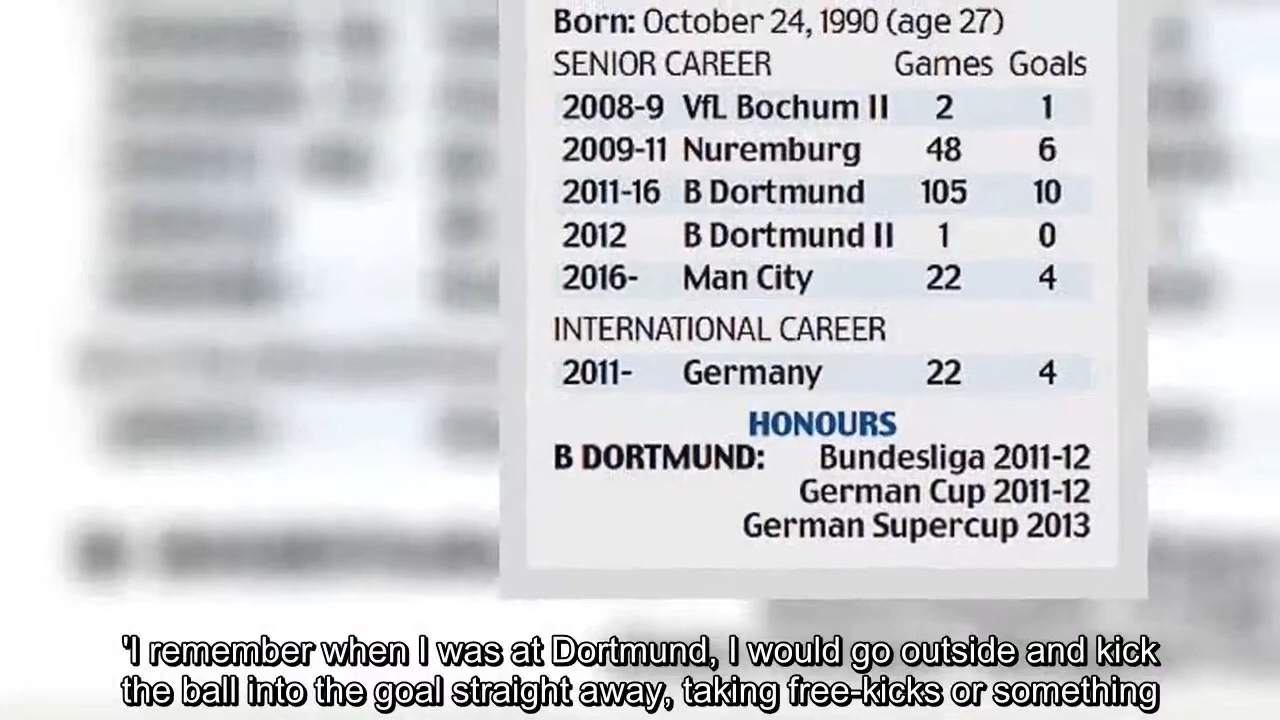 Born: October 24, 1990 (age 27)
SENIOR CAREER Games Goals
2008-9 VfL Bochum II 2 1
2009-11 Nuremburg 48 6
2011-16 B Dortmund 105 10
2012 B Dortmund II 1 0
2016- Man City 22 4
INTERNATIONAL CAREER
2011- Germany 22 4
HONOURS
B DORTMUND: Bundesliga 2011-12
German Cup 2011-12
German Supercup 2013
'I remember when I was at Dortmund, I would go outside and kick
the ball into the goal straight away, taking free-kicks or something